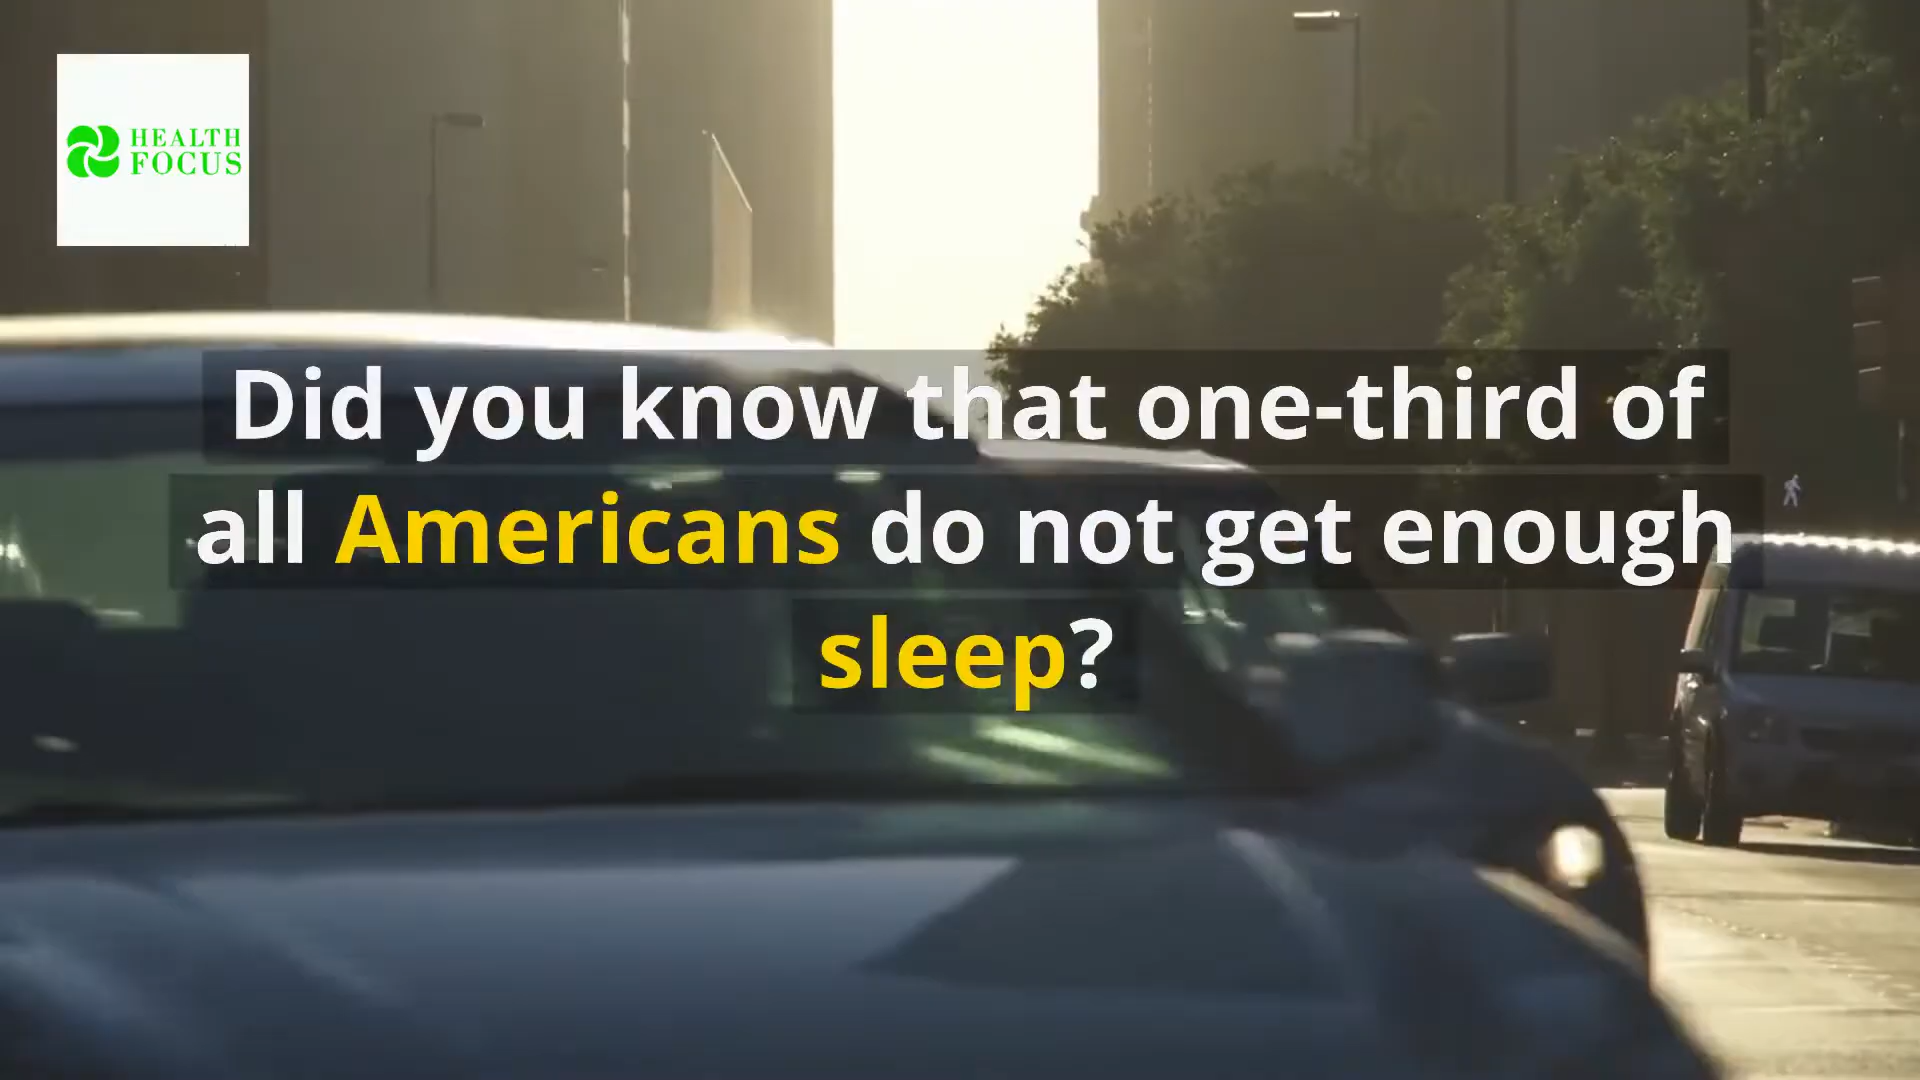 HEALTH
FOCUS
Did you know that one-third of
all Americans do not get enough
sleep?